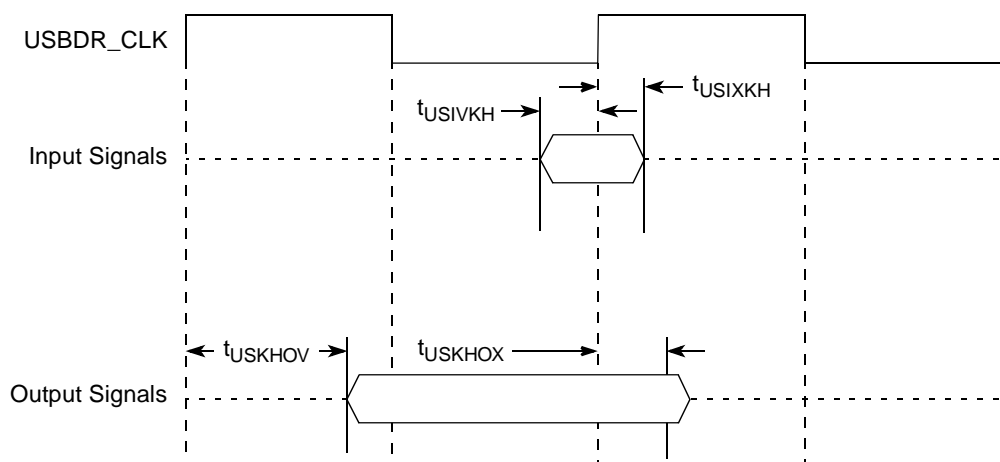 USBDR_CLK
tUSIXKH
tUSIVKH
Input Signals
tUSKHOV
tUSKHOX
Output Signals